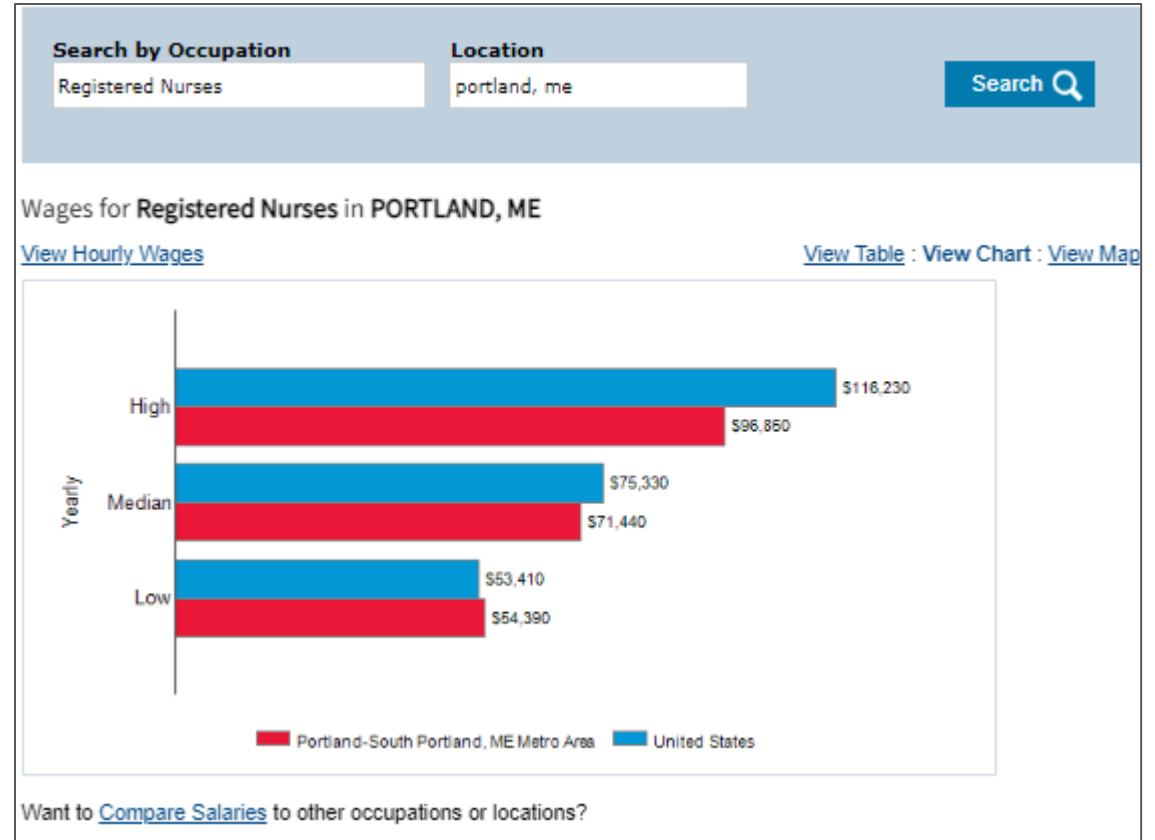 Search by Occupation
Location
Registered Nurses
portland, me
Search
Wages for Registered Nurses in PORTLAND, ME
View Hourly Wages
View Table : View Chart : View Map
Yearly
High
$116,230
$96,850
Median
$75,330
$71,440
Low
$53,410
$54,390
Portland-South Portland, ME Metro Area
United States
Want to Compare Salaries to other occupations or locations?